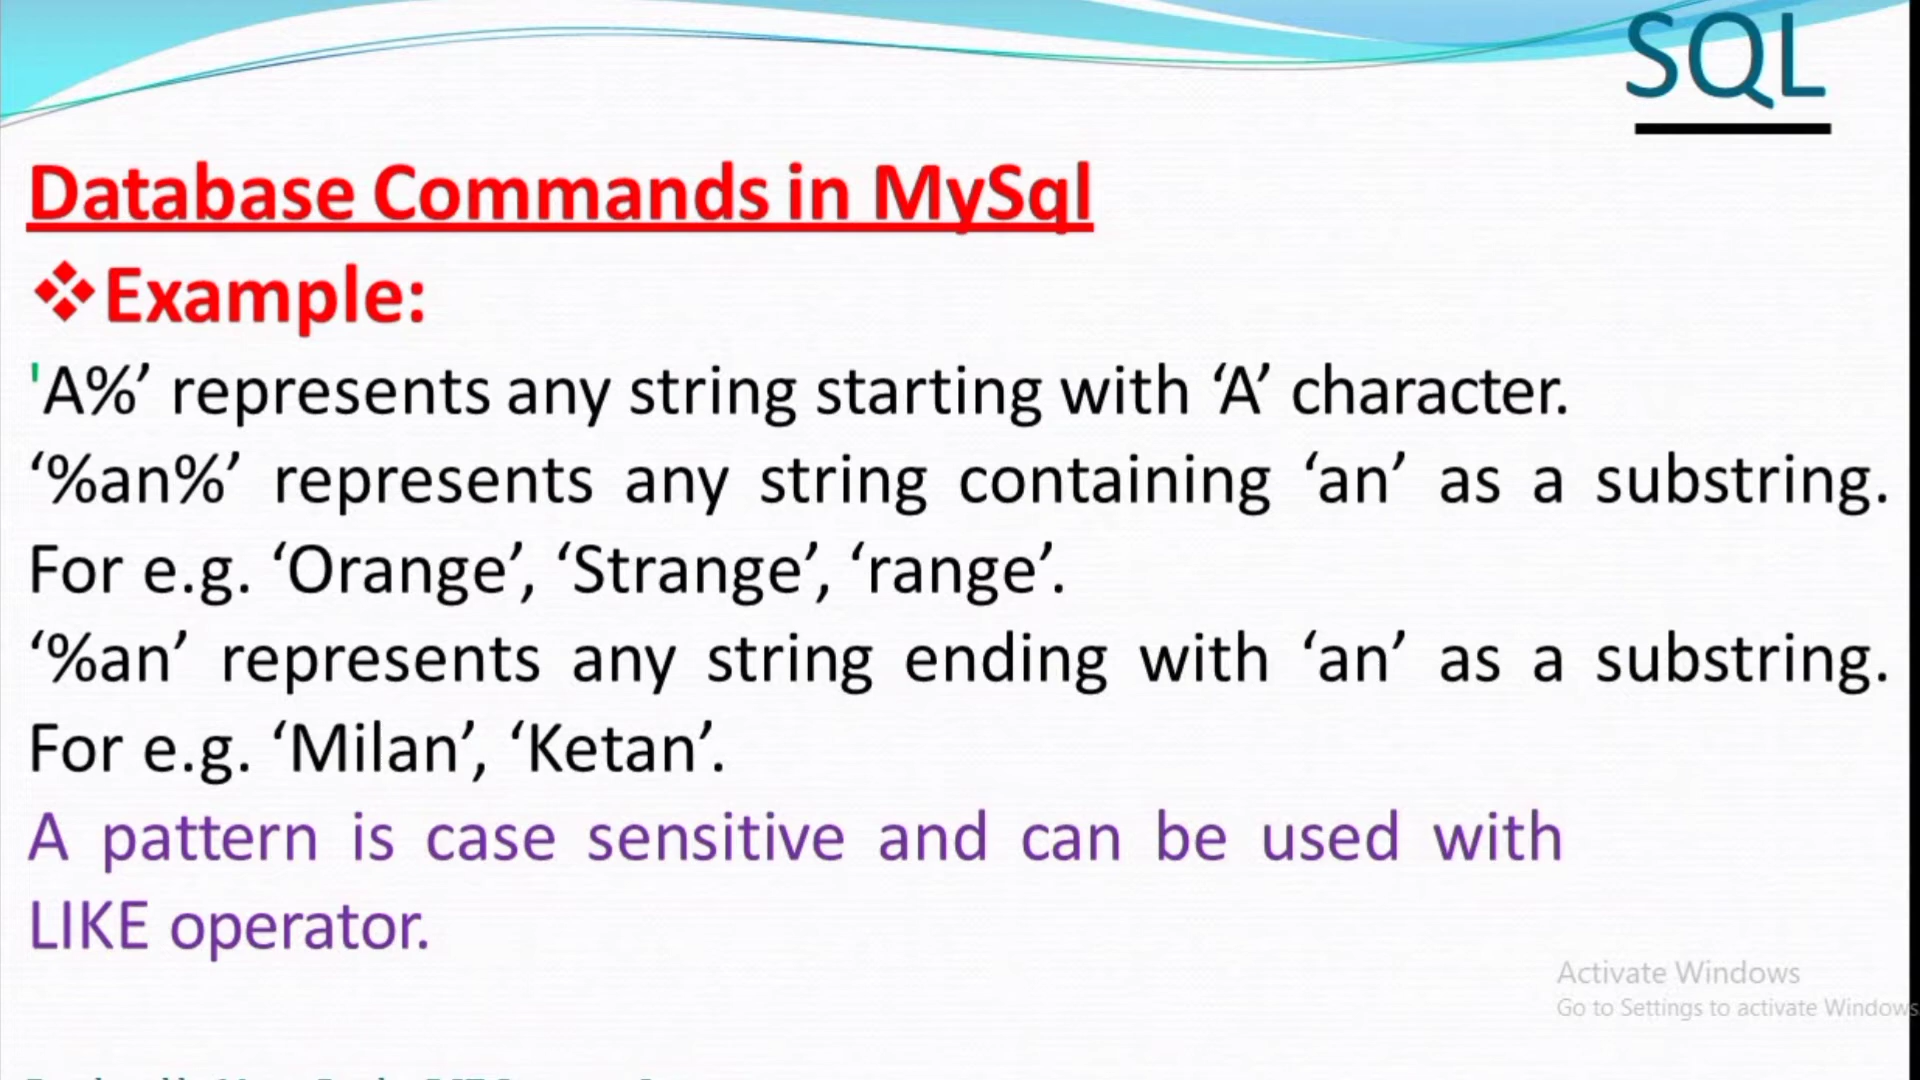 SQL
Database Commands in MySql
❖Example:
'A%’ represents any string starting with ‘A’ character.
‘%an%’ represents any string containing ‘an’ as a substring.
For e.g. ‘Orange’, ‘Strange’, ‘range’.
‘%an’ represents any string ending with ‘an’ as a substring.
For e.g. ‘Milan’, ‘Ketan’.
A pattern is case sensitive and can be used with
LIKE operator.
Activate Windows
Go to Settings to activate Windows